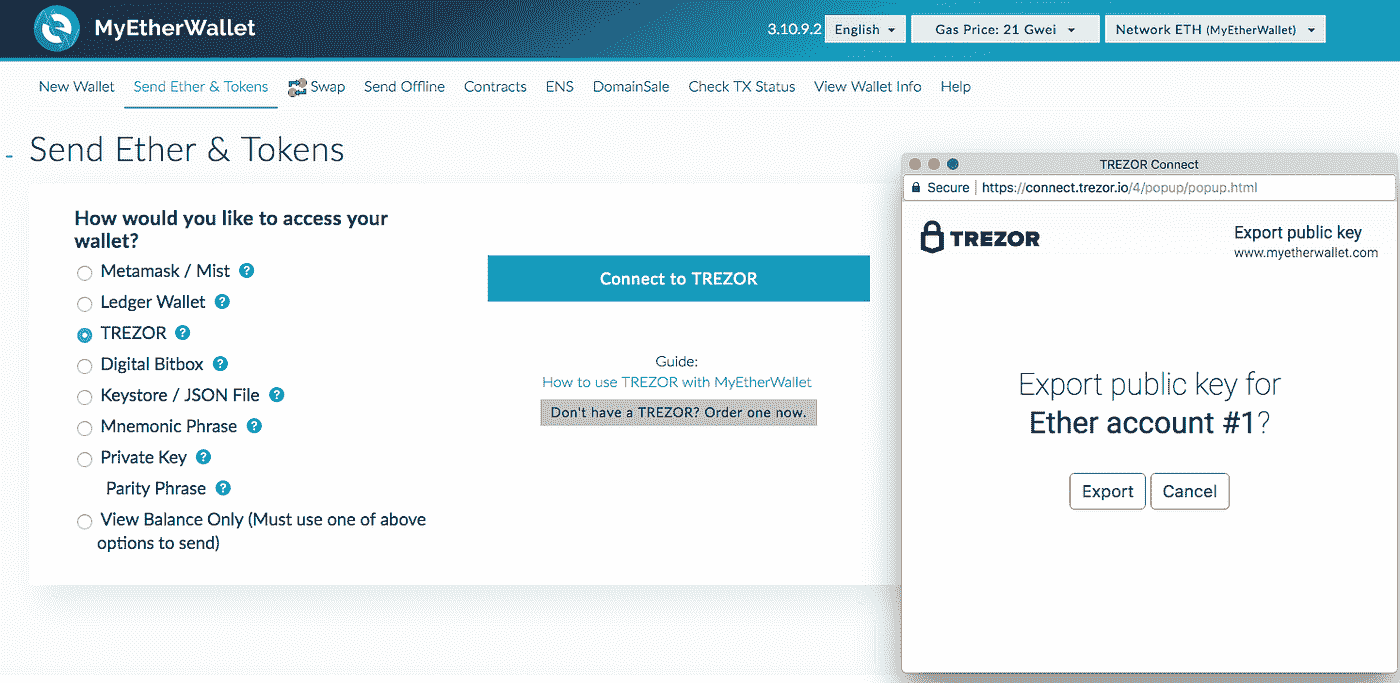 MyEtherWallet
3.10.9.2 English Gas Price: 21 Gwei Network ETH (MyEtherWallet)
New Wallet Send Ether & Tokens Swap Send Offline Contracts ENS DomainSale Check TX Status View Wallet Info Help
Send Ether & Tokens
How would you like to access your
wallet?
Metamask / Mist ?
Ledger Wallet ?
TREZOR ?
Digital Bitbox ?
Keystore / JSON File ?
Mnemonic Phrase ?
Private Key ?
Parity Phrase ?
View Balance Only (Must use one of above
options to send)
Connect to TREZOR
Guide:
How to use TREZOR with MyEtherWallet
Don't have a TREZOR? Order one now.
TREZOR Connect
Secure https://connect.trezor.io/4/popup/popup.html
TREZOR
Export public key
www.myetherwallet.com
Export public key for
Ether account #1?
Export Cancel